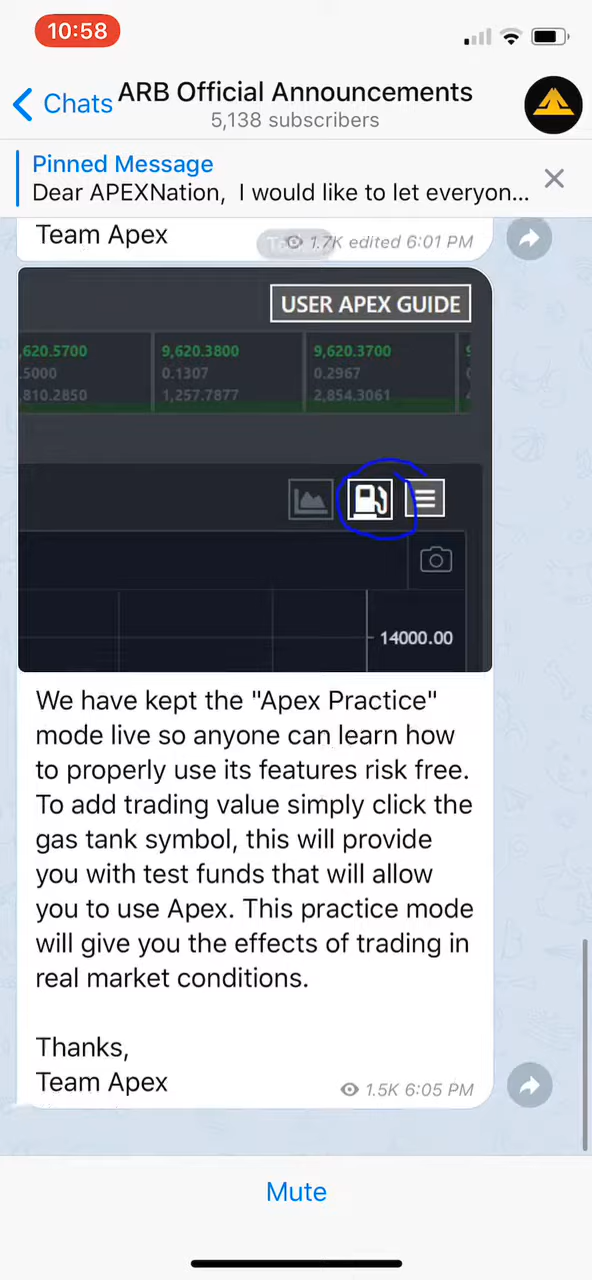 10:58
Chats
ARB Official Announcements
5,138 subscribers
Pinned Message
Dear APEXNation, I would like to let everyon...
Team Apex
1.7K edited 6:01 PM
USER APEX GUIDE
,620.5700 9,620.3800 9,620.3700
.5000 0.1307 0.2967
,810.2850 1,257.7877 2,854.3061
14000.00
We have kept the "Apex Practice"
mode live so anyone can learn how
to properly use its features risk free.
To add trading value simply click the
gas tank symbol, this will provide
you with test funds that will allow
you to use Apex. This practice mode
will give you the effects of trading in
real market conditions.
Thanks,
Team Apex
1.5K 6:05 PM
Mute